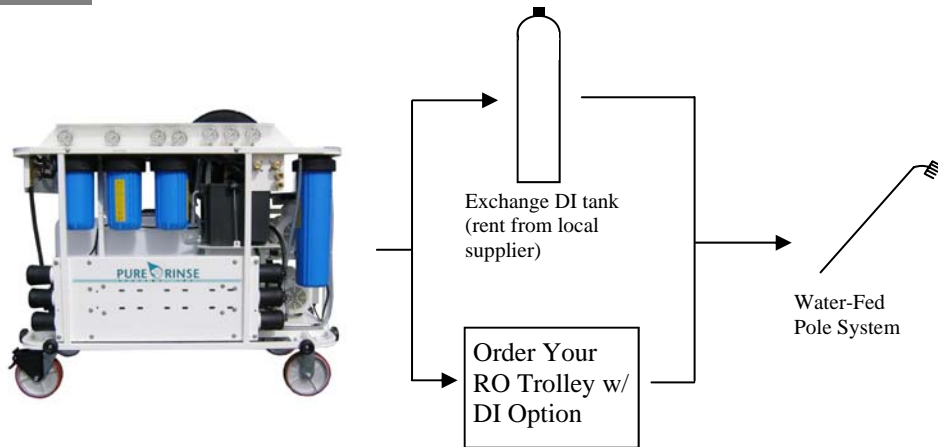 PURE RINSE
Exchange DI tank
(rent from local
supplier)
Order Your
RO Trolley w/
DI Option
Water-Fed
Pole System